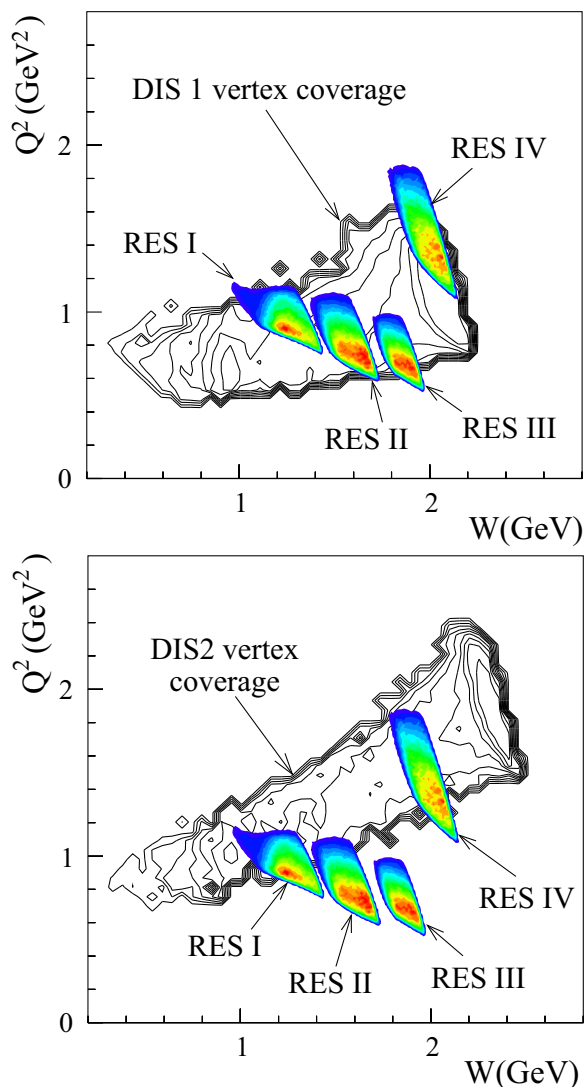 Q² (GeV²)
DIS 1 vertex coverage
2
RES IV
RES I
1
RES II
RES III
0
1
2
W(GeV)
Q² (GeV²)
DIS2 vertex
coverage
2
1
RES I
RES IV
RES II
RES III
0
1
2
W(GeV)